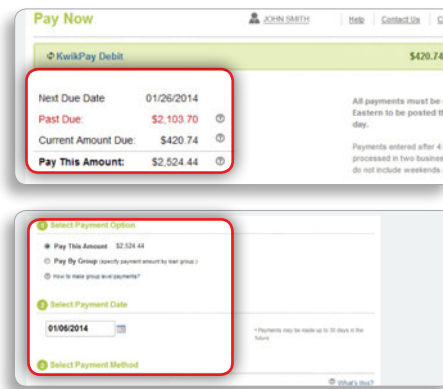 Pay Now JOHN SMITH Help Contact Us
KwikPay Debit $420.74
Next Due Date 01/26/2014
Past Due: $2,103.70
Current Amount Due: $420.74
Pay This Amount: $2,524.44
All payments must be
Eastern to be posted
day.
Payments entered after 4
processed in two
do not include weekends
1 Select Payment Option
Pay This Amount $2,524.44
Pay By Group (specify payment amount by loan group.)
How to make group level payments?
2 Select Payment Date
01/06/2014
* Payments may be made up to 30 days in the
future
3 Select Payment Method
What's this?